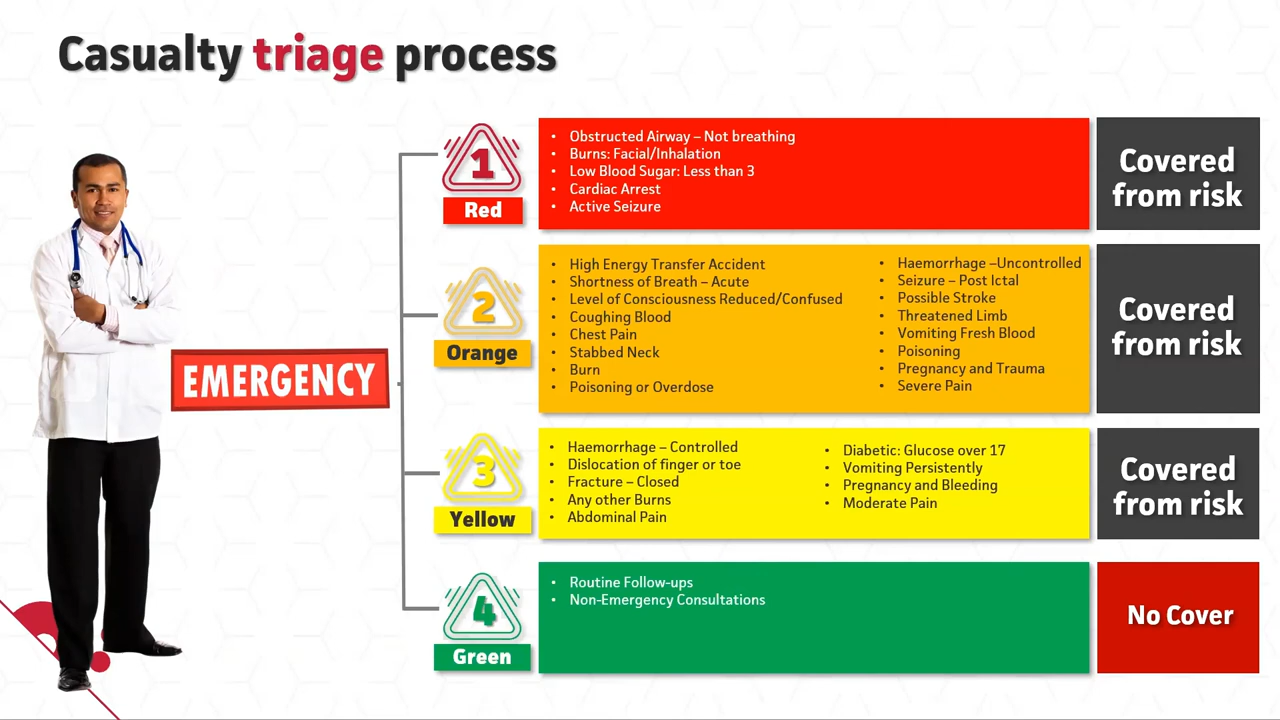 Casualty triage process
EMERGENCY
1
Red
• Obstructed Airway – Not breathing
• Burns: Facial/Inhalation
• Low Blood Sugar: Less than 3
• Cardiac Arrest
• Active Seizure
Covered
from risk
2
Orange
• High Energy Transfer Accident
• Shortness of Breath – Acute
• Level of Consciousness Reduced/Confused
• Coughing Blood
• Chest Pain
• Stabbed Neck
• Burn
• Poisoning or Overdose
• Haemorrhage –Uncontrolled
• Seizure – Post Ictal
• Possible Stroke
• Threatened Limb
• Vomiting Fresh Blood
• Poisoning
• Pregnancy and Trauma
• Severe Pain
Covered
from risk
3
Yellow
• Haemorrhage – Controlled
• Dislocation of finger or toe
• Fracture – Closed
• Any other Burns
• Abdominal Pain
• Diabetic: Glucose over 17
• Vomiting Persistently
• Pregnancy and Bleeding
• Moderate Pain
Covered
from risk
4
Green
• Routine Follow-ups
• Non-Emergency Consultations
No Cover